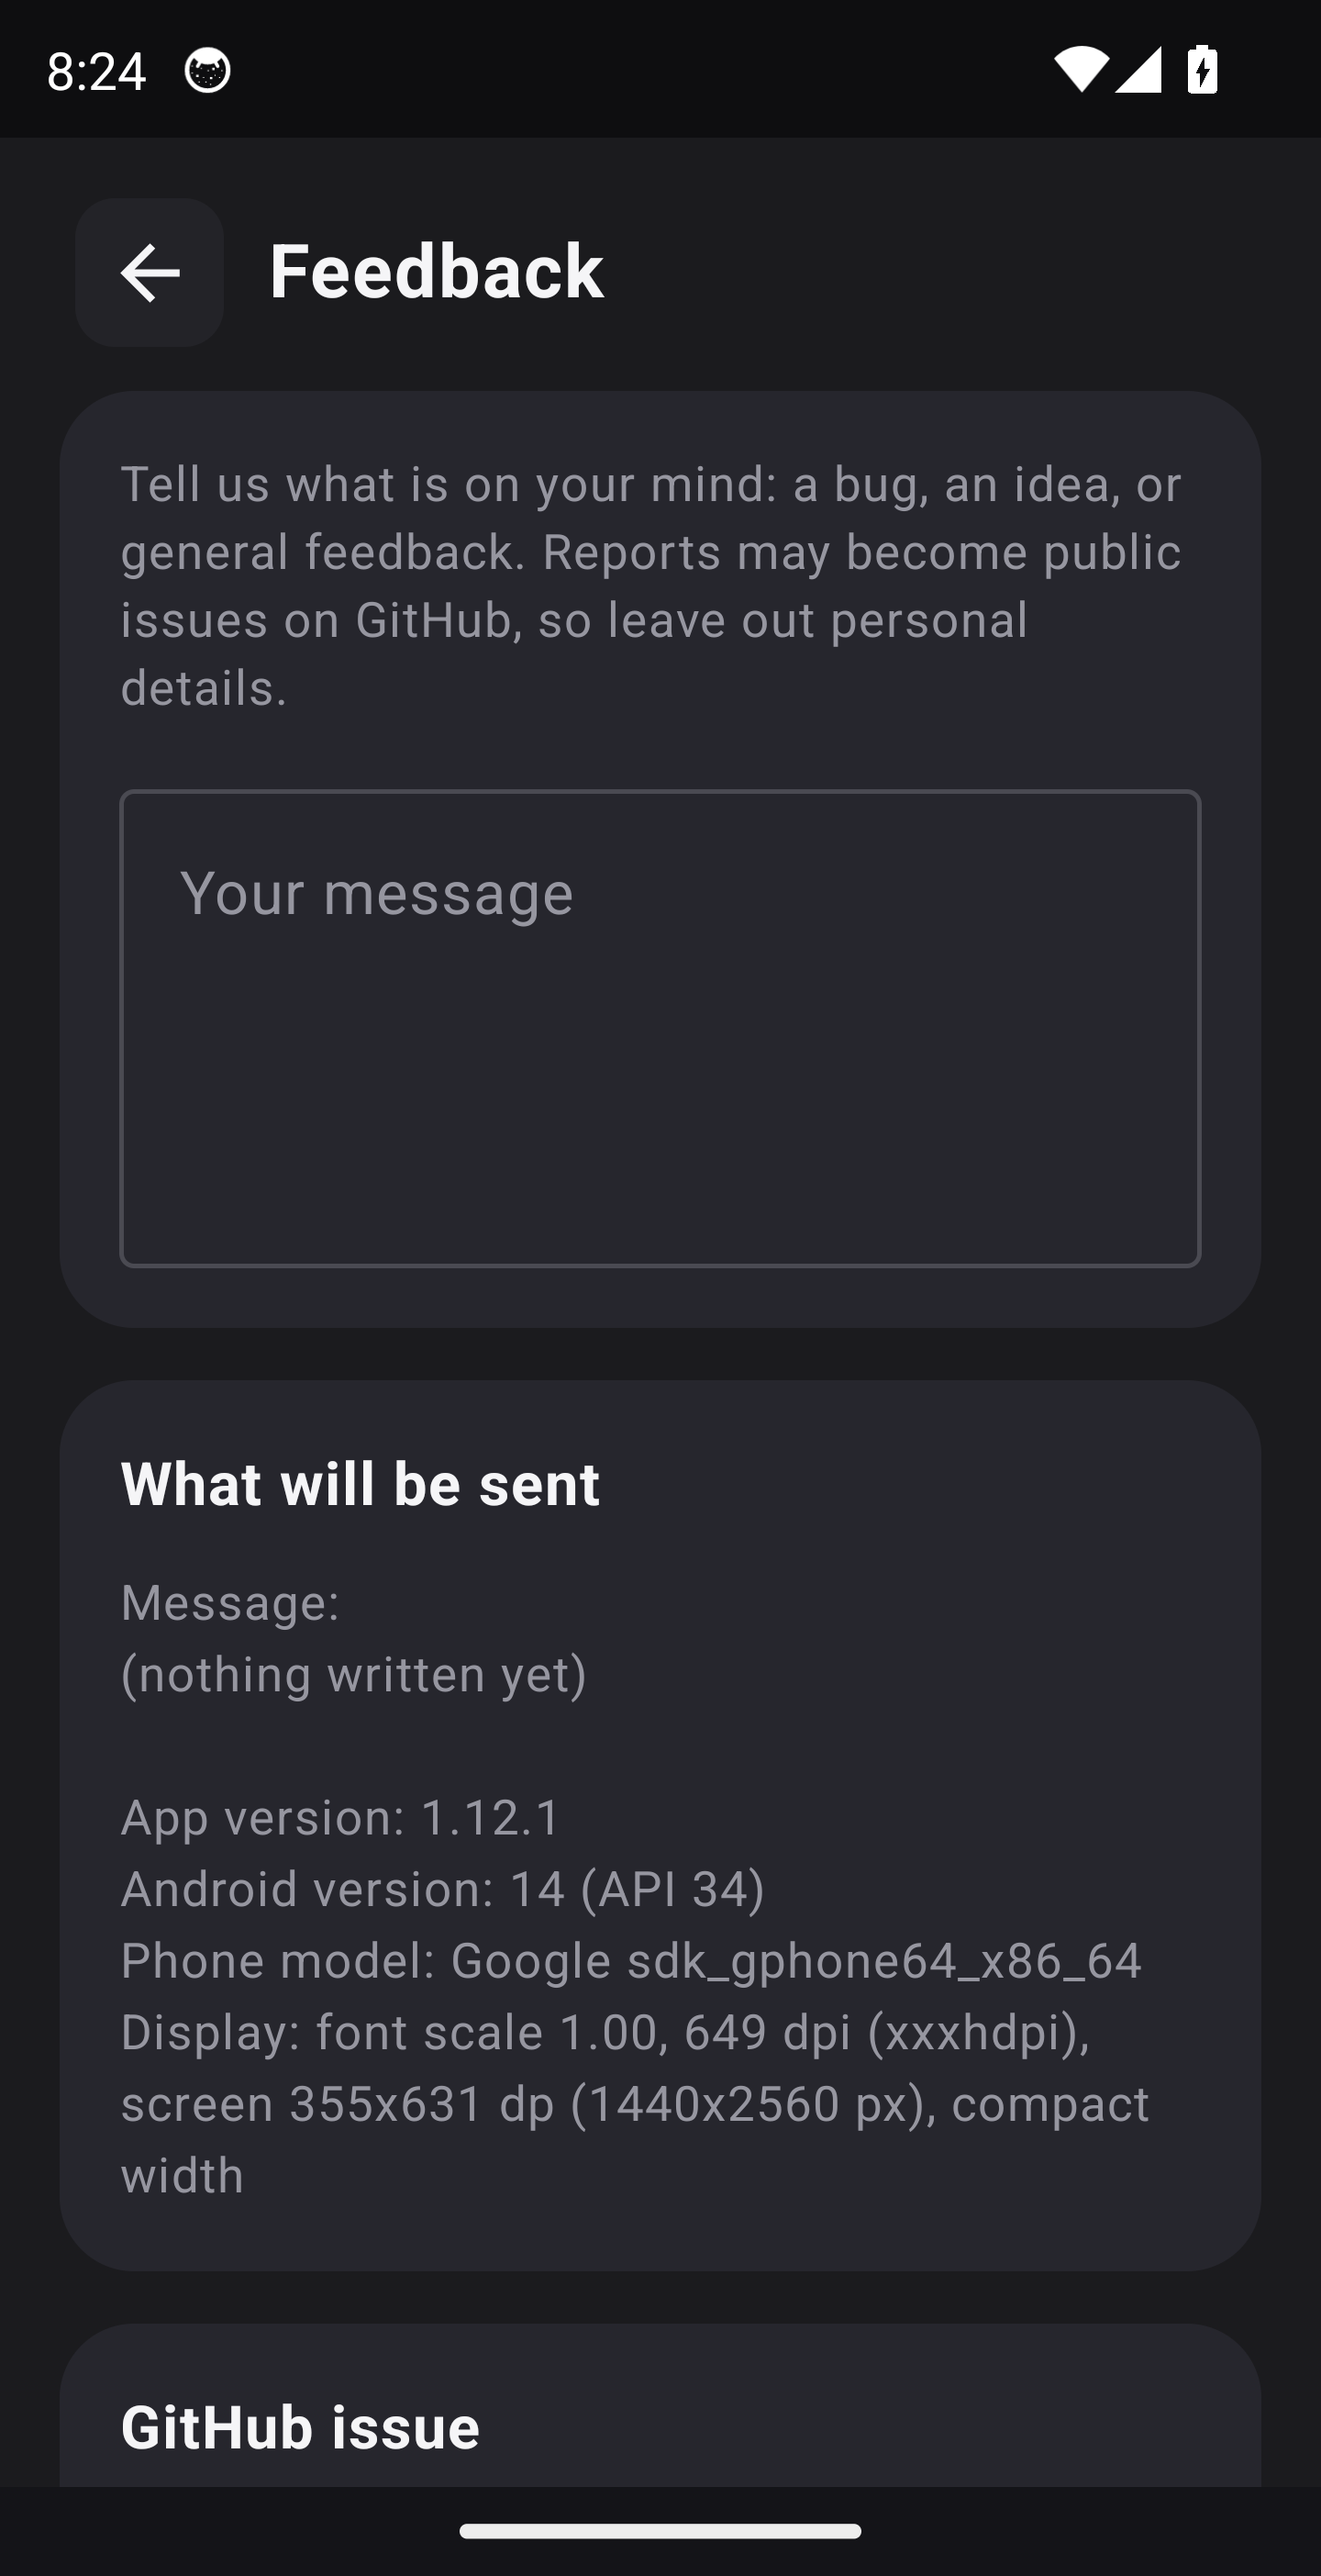 8:24
Feedback
Tell us what is on your mind: a bug, an idea, or
general feedback. Reports may become public
issues on GitHub, so leave out personal
details.
Your message
What will be sent
Message:
(nothing written yet)
App version: 1.12.1
Android version: 14 (API 34)
Phone model: Google sdk_gphone64_x86_64
Display: font scale 1.00, 649 dpi (xxxhdpi),
screen 355x631 dp (1440x2560 px), compact
width
GitHub issue